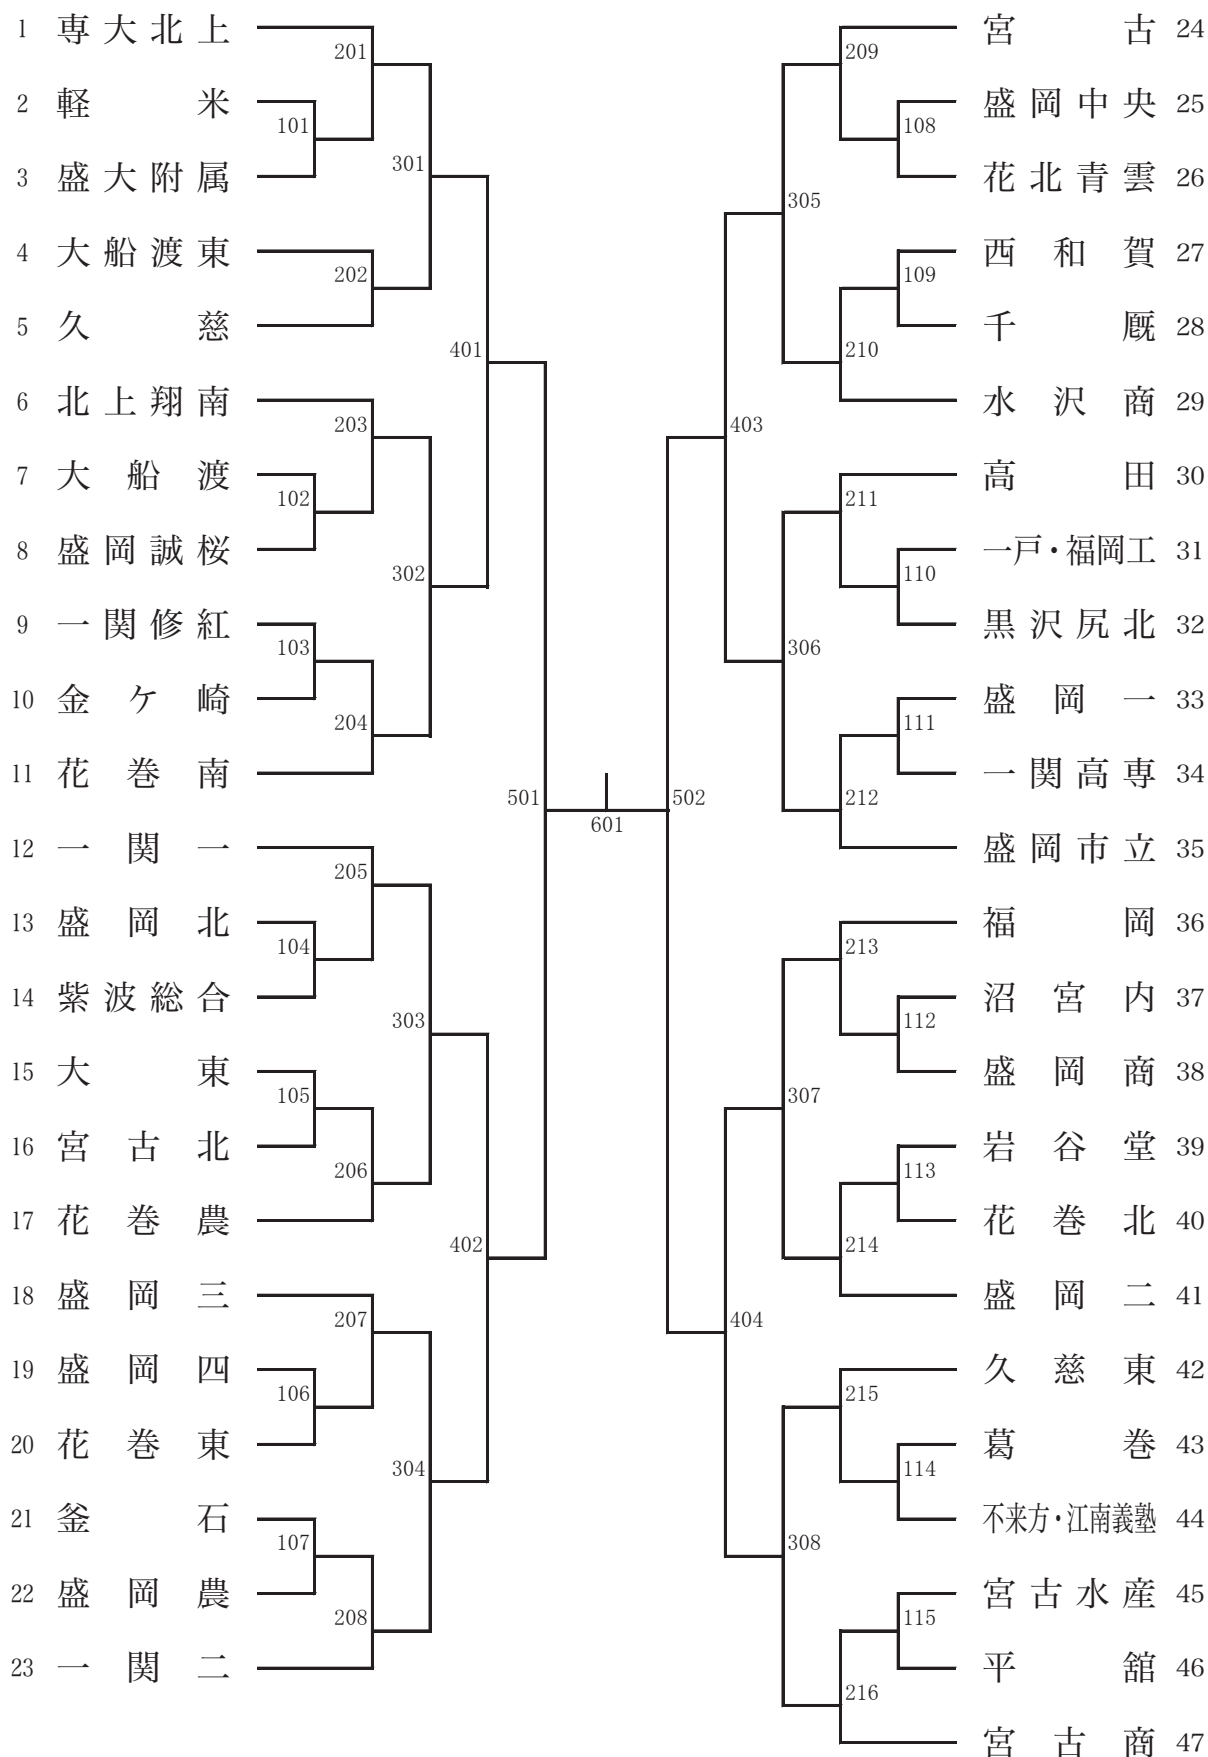 1 専大北上
201
2 軽米
101
3 盛大附属
301
4 大船渡東
202
5 久慈
401
6 北上翔南
203
7 大船渡
102
8 盛岡誠桜
302
9 一関修紅
103
10 金ケ崎
204
11 花巻南
501
12 一関一
205
13 盛岡北
104
14 紫波総合
303
15 大東
105
16 宮古北
206
17 花巻農
402
18 盛岡三
207
19 盛岡四
106
20 花巻東
304
21 釜石
107
22 盛岡農
208
23 一関二
601
宮古 24
209
盛岡中央 25
108
花北青雲 26
305
西和賀 27
109
千厩 28
210
水沢商 29
403
高田 30
211
一戸・福岡工 31
110
黒沢尻北 32
306
盛岡一 33
111
一関高専 34
212
502
盛岡市立 35
福岡 36
213
沼宮内 37
112
盛岡商 38
307
岩谷堂 39
113
花巻北 40
214
盛岡二 41
404
久慈東 42
215
葛巻 43
114
不来方・江南義塾 44
308
宮古水産 45
115
平舘 46
216
宮古商 47